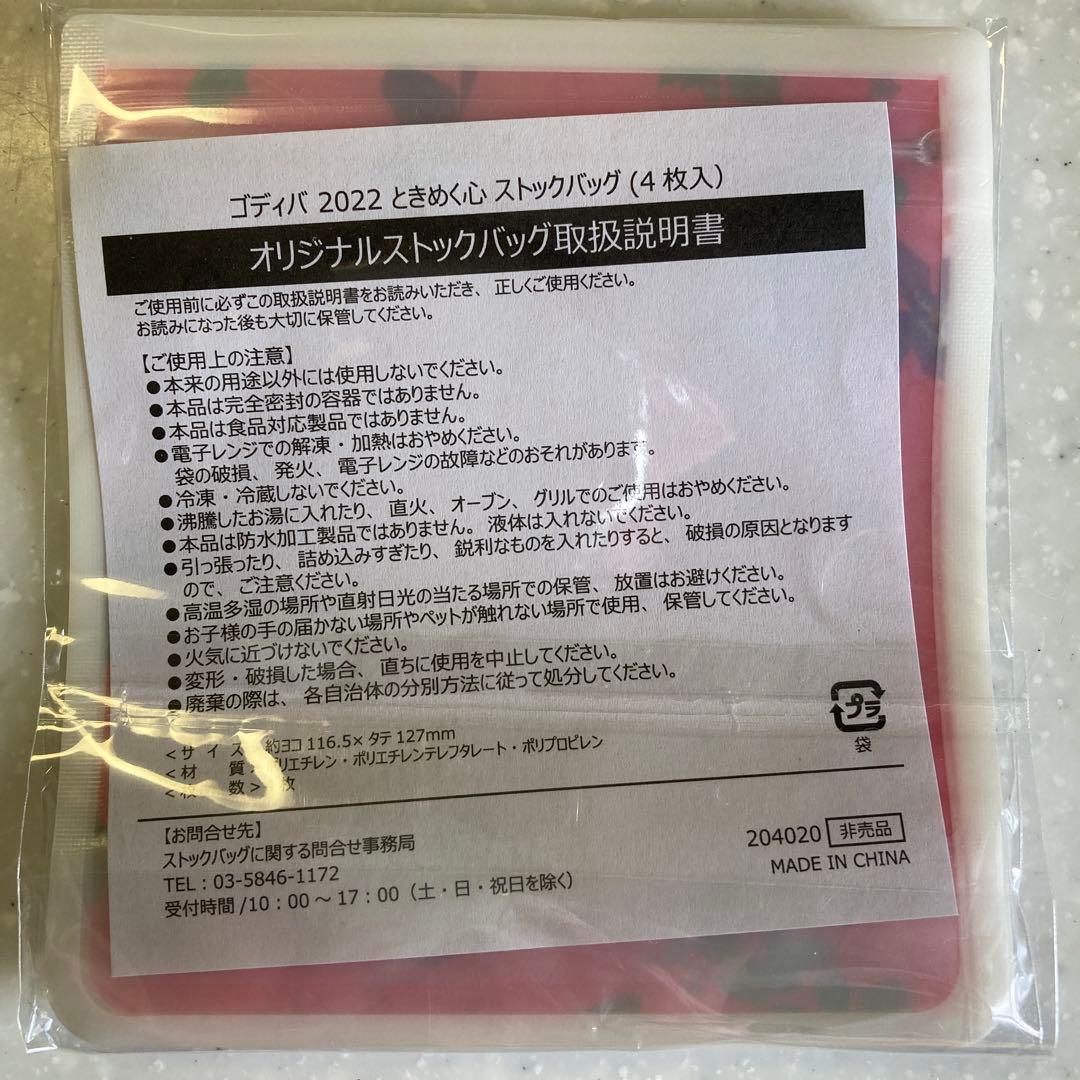 ゴディバ 2022 ときめく心 ストックバッグ (4 枚入)
オリジナルストックバッグ取扱説明書
ご使用前に必ずこの取扱説明書をお読みいただき、正しくご使用ください。
お読みになった後も大切に保管してください。
【ご使用上の注意】
●本来の用途以外には使用しないでください。
●本品は完全密封の容器ではありません。
●本品は食品対応製品ではありません。
●電子レンジでの解凍・加熱はおやめください。
袋の破損、発火、電子レンジの故障などのおそれがあります。
●冷凍・冷蔵しないでください。
●沸騰したお湯に入れたり、直火、オーブン、グリルでのご使用はおやめください。
●本品は防水加工製品ではありません。液体は入れないでください。
●引っ張ったり、詰め込みすぎたり、鋭利なものを入れたりすると、破損の原因となります
ので、ご注意ください。
●高温多湿の場所や直射日光の当たる場所での保管、放置はお避けください。
●お子様の手の届かない場所やペットが触れない場所で使用、保管してください。
●火気に近づけないでください。
●変形・破損した場合、直ちに使用を中止してください。
●廃棄の際は、各自治体の分別方法に従って処分してください。
プラ
袋
<サイズ 約ヨコ 116.5× タテ 127mm
<材 質 リエチレン・ポリエチレンテレフタレート・ポリプロピレン
数> 枚
【お問合せ先】
ストックバッグに関する問合せ事務局
TEL：03-5846-1172
受付時間 /10：00 ～ 17：00（土・日・祝日を除く）
204020 非売品
MADE IN CHINA